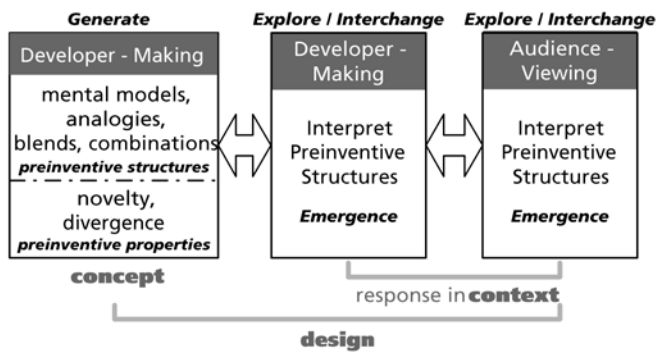 Generate
Developer - Making
mental models,
analogies,
blends, combinations
preinventive structures
novelty,
divergence
preinventive properties
concept
Explore / Interchange
Developer -
Making
Interpret
Preinventive
Structures
Emergence
Explore / Interchange
Audience -
Viewing
Interpret
Preinventive
Structures
Emergence
response in context
design